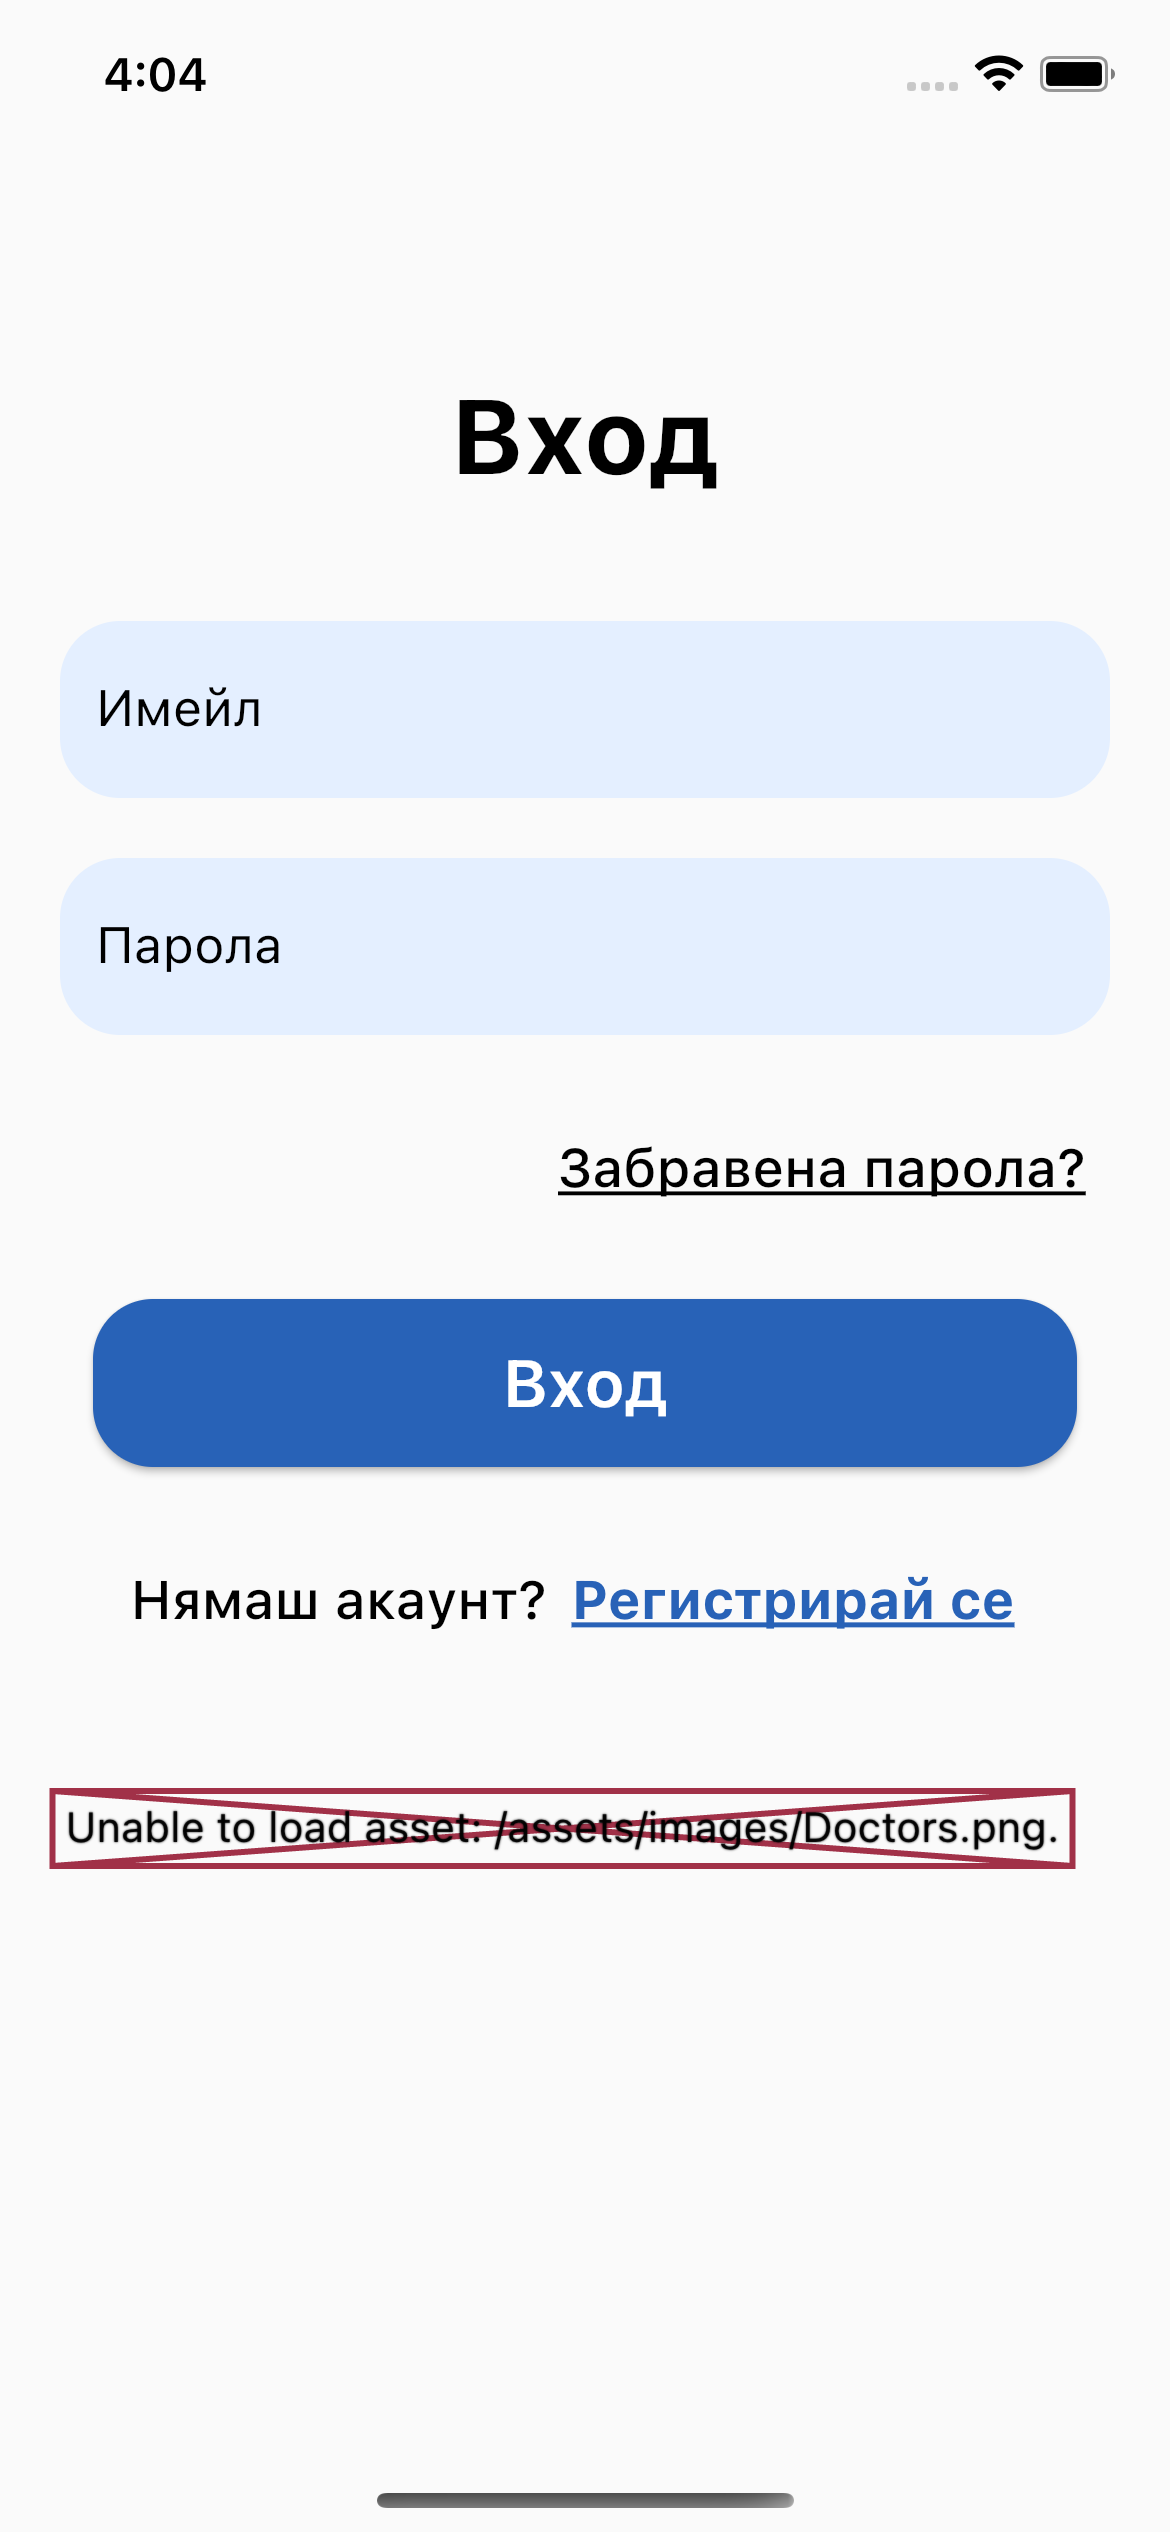 4:04
Вход
Имейл
Парола
Забравена парола?
Вход
Нямаш акаунт? Регистрирай се
Unable to load asset: /assets/images/Doctors.png.